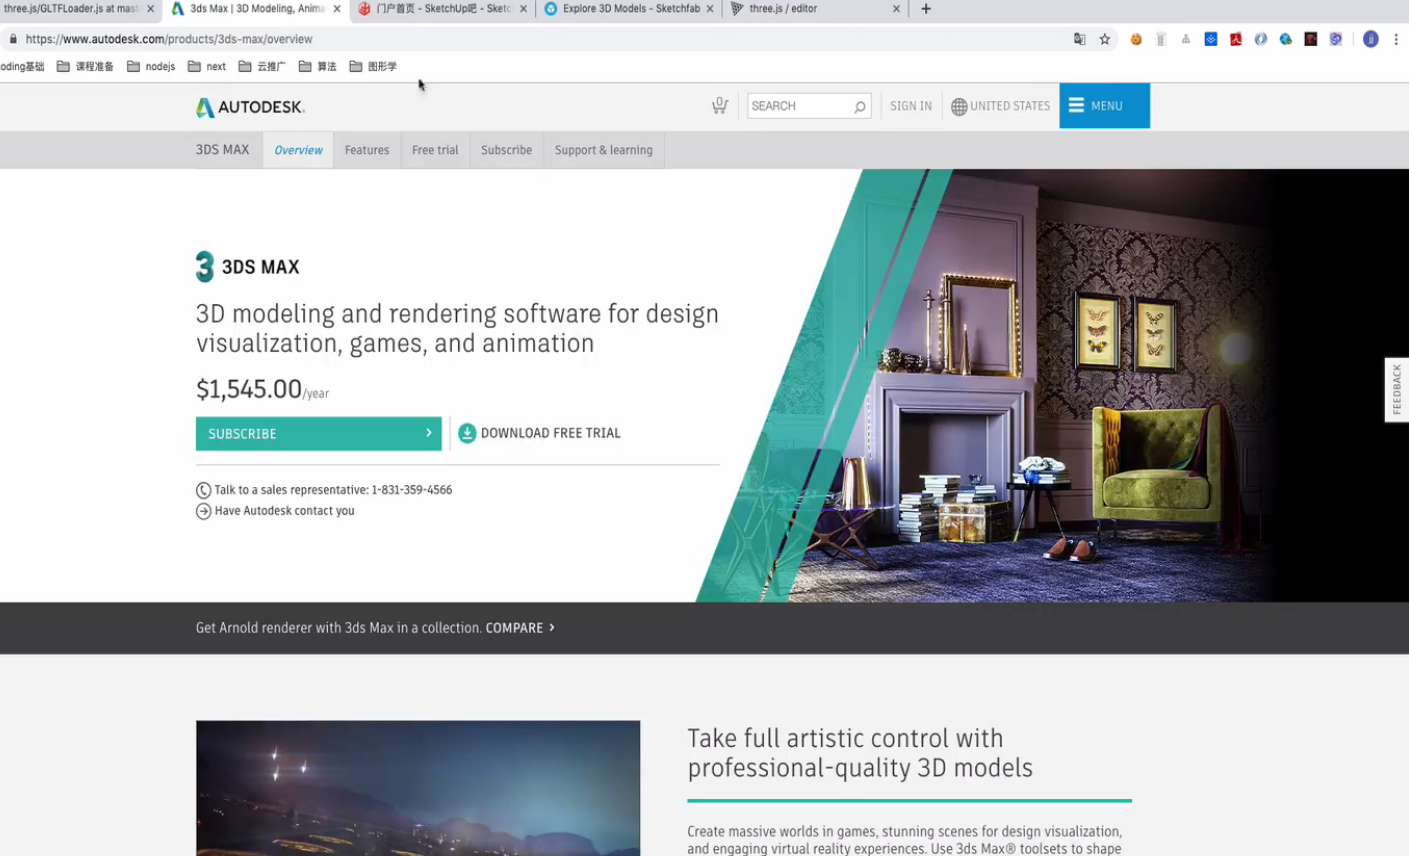 three.js/GLTFLoader.js at mast
3ds Max | 3D Modeling, Anima
门户首页 - SketchUp吧 - Sketc
Explore 3D Models - Sketchfab
three.js / editor
https://www.autodesk.com/products/3ds-max/overview
oding基础 课程准备 nodejs next 云推广 算法 图形学
AUTODESK.
0
SEARCH
SIGN IN
UNITED STATES
MENU
3DS MAX Overview Features Free trial Subscribe Support & learning
3DS MAX
3D modeling and rendering software for design
visualization, games, and animation
$1,545.00/year
SUBSCRIBE
DOWNLOAD FREE TRIAL
Talk to a sales representative: 1-831-359-4566
Have Autodesk contact you
FEEDBACK
Get Arnold renderer with 3ds Max in a collection. COMPARE
Take full artistic control with
professional-quality 3D models
Create massive worlds in games, stunning scenes for design visualization,
and engaging virtual reality experiences. Use 3ds Max® toolsets to shape